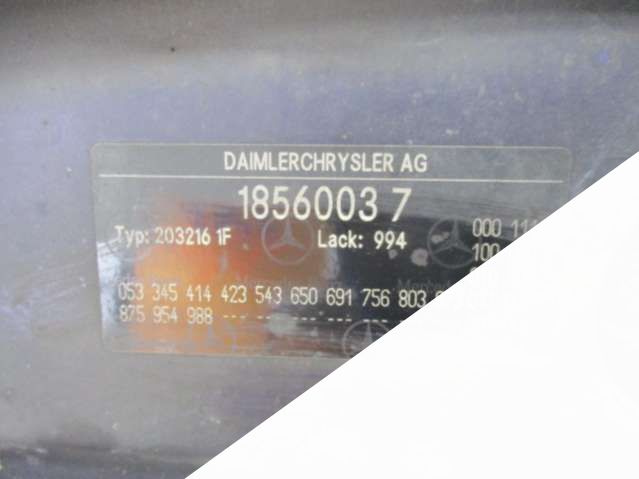 DAIMLERCHRYSLER AG
1856003 7
Typ: 203216 1F Lack: 994 000
100
053 345 414 423 543 650 691 756 803
875 954 988 --- --- --- ---